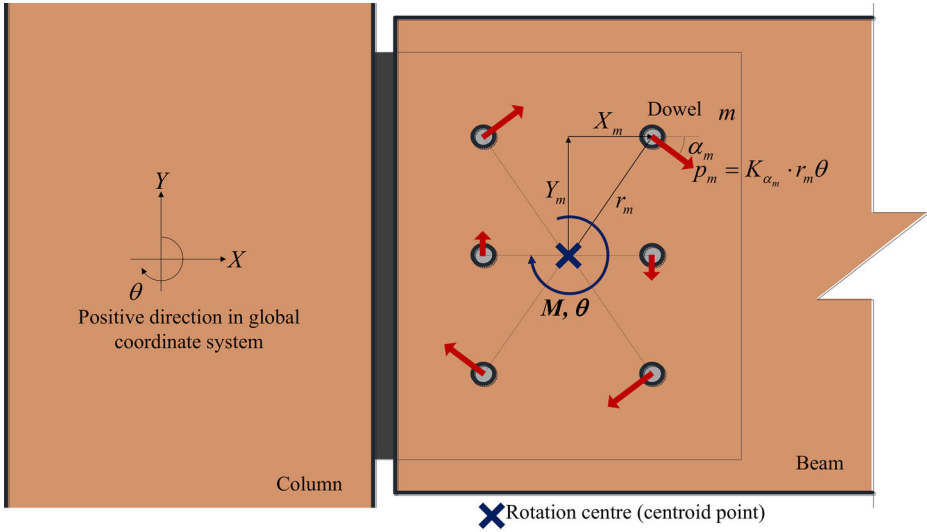 Dowel m
X_m
α_m
p_m = K_{α_m} · r_m θ
Y_m
r_m
Y
X
θ
M, θ
Positive direction in global
coordinate system
Column
Beam
Rotation centre (centroid point)